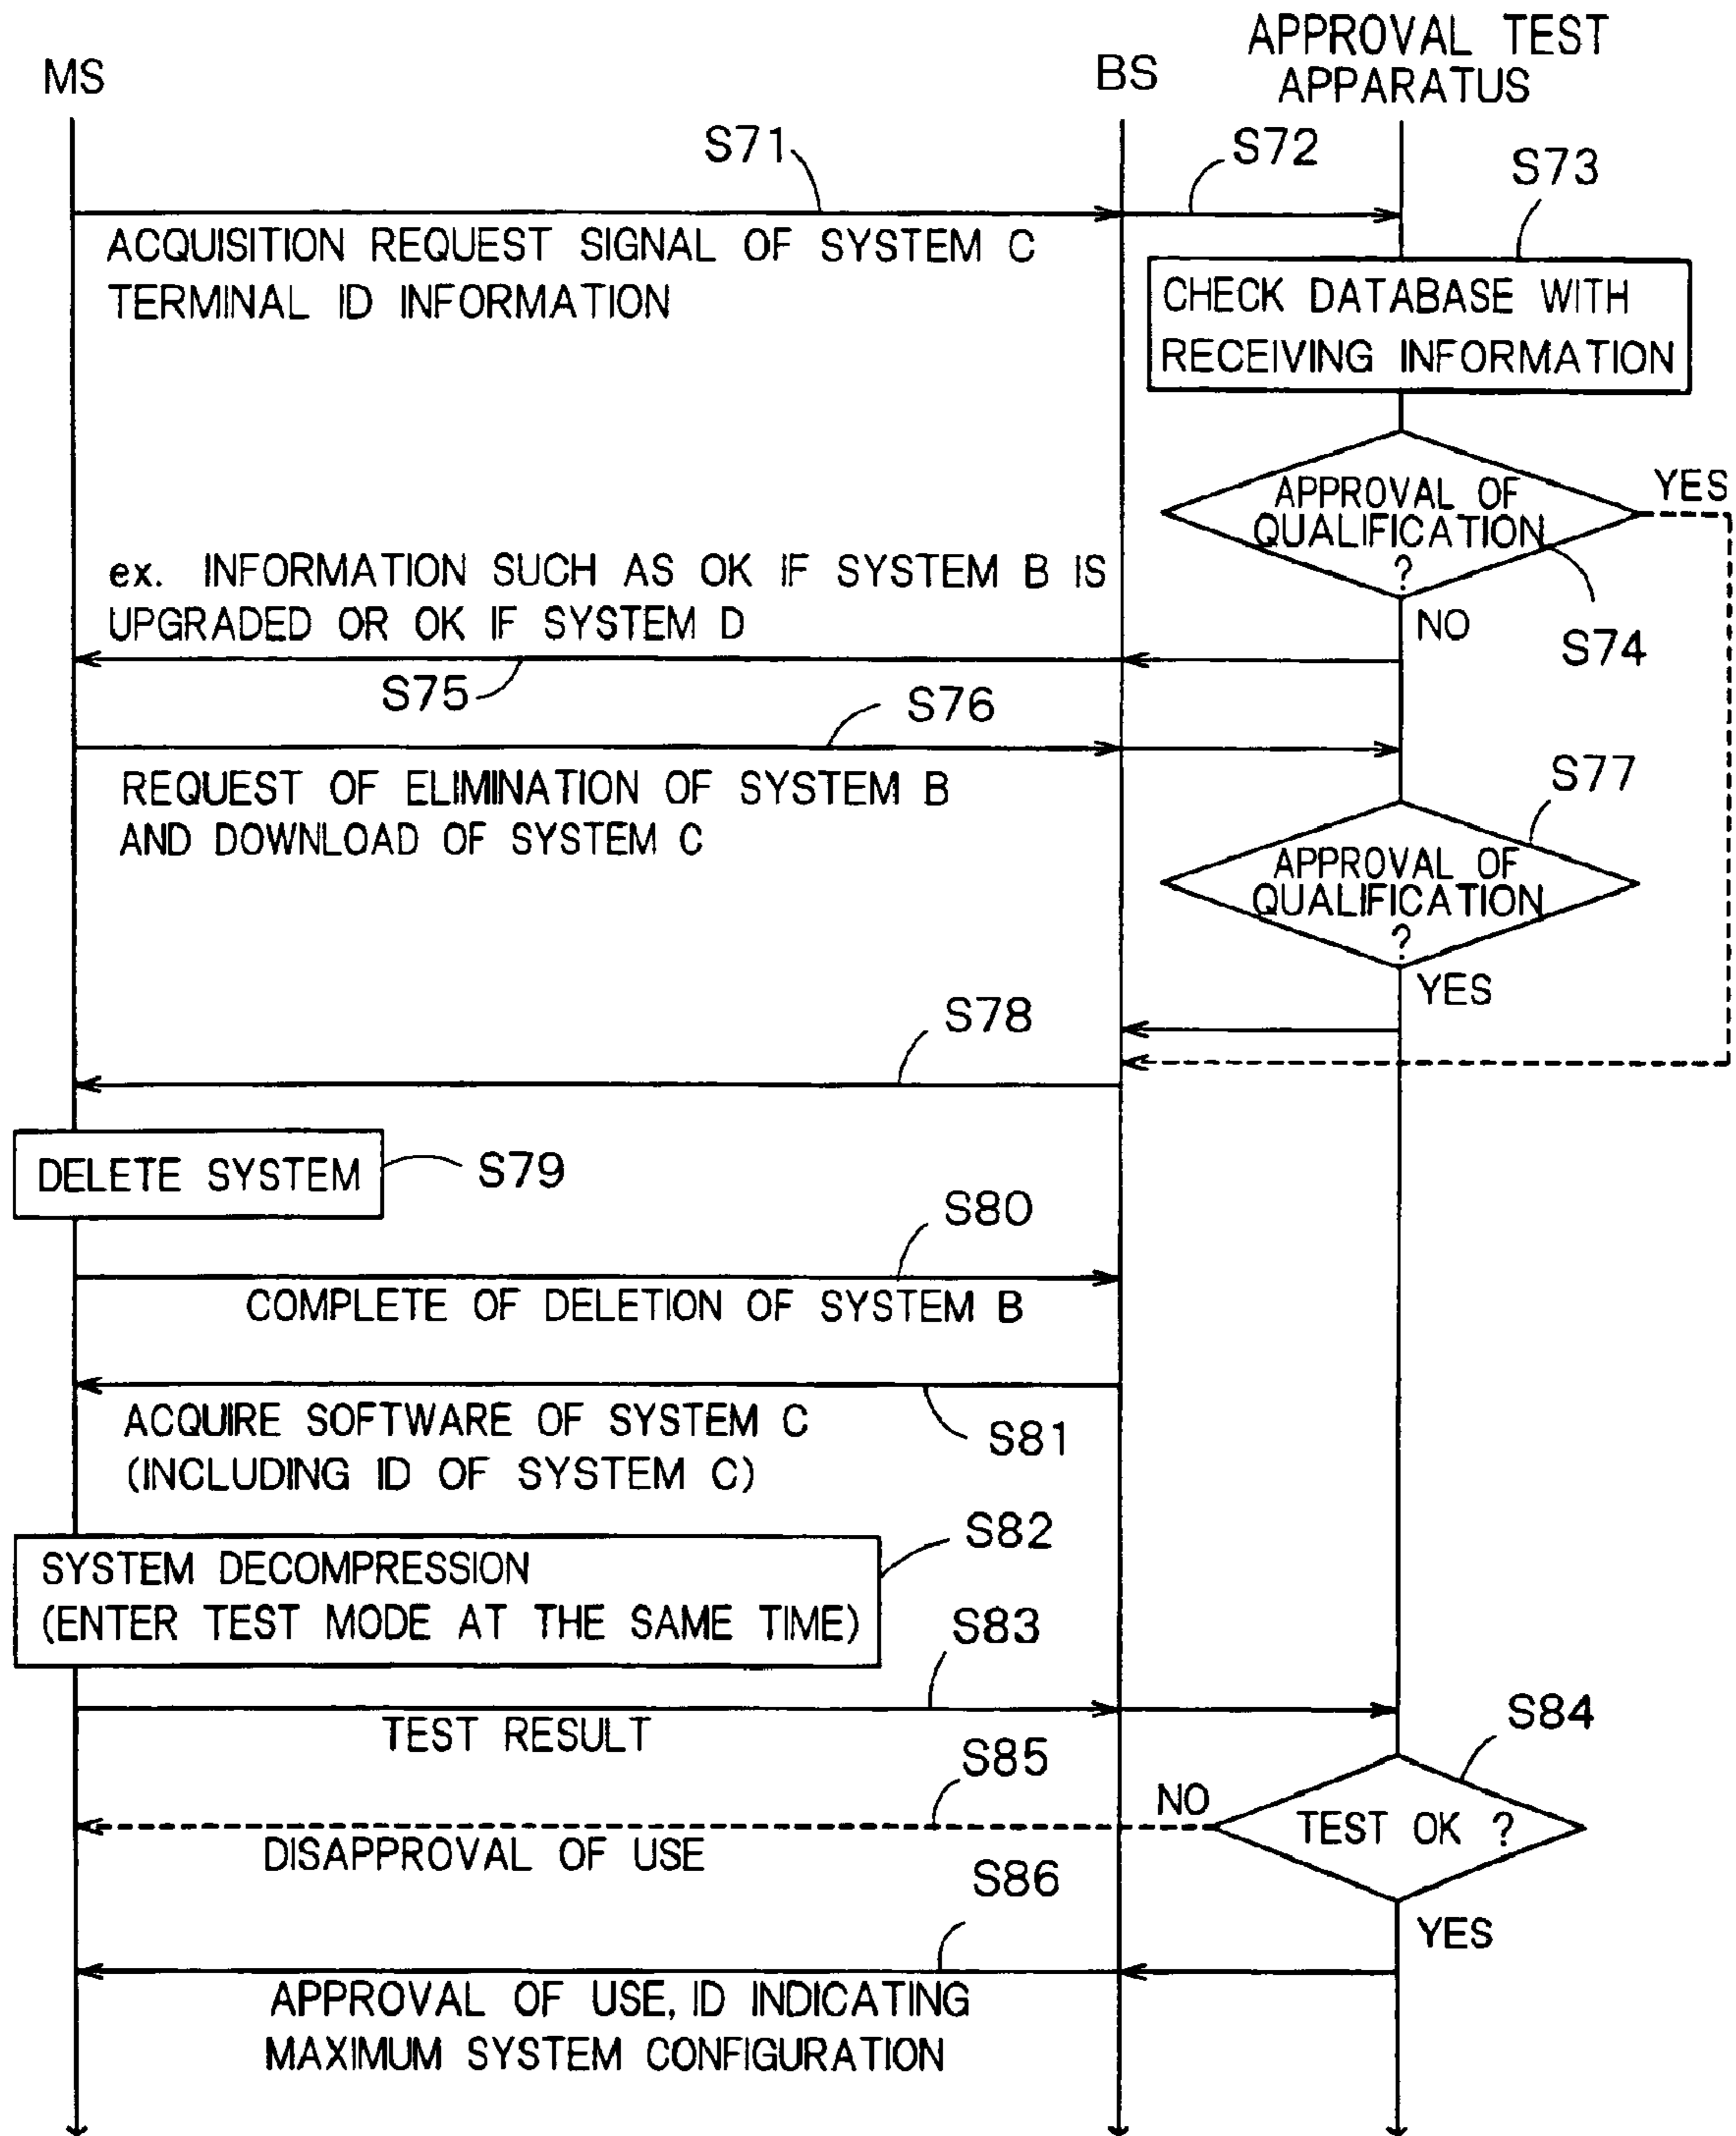 MS
BS
APPROVAL TEST
APPARATUS
S71
S72
S73
ACQUISITION REQUEST SIGNAL OF SYSTEM C
TERMINAL ID INFORMATION
CHECK DATABASE WITH
RECEIVING INFORMATION
APPROVAL OF
QUALIFICATION
?
YES
NO
S74
ex. INFORMATION SUCH AS OK IF SYSTEM B IS
UPGRADED OR OK IF SYSTEM D
S75
S76
REQUEST OF ELIMINATION OF SYSTEM B
AND DOWNLOAD OF SYSTEM C
S77
APPROVAL OF
QUALIFICATION
?
YES
S78
DELETE SYSTEM
S79
S80
COMPLETE OF DELETION OF SYSTEM B
ACQUIRE SOFTWARE OF SYSTEM C
(INCLUDING ID OF SYSTEM C)
S81
SYSTEM DECOMPRESSION
(ENTER TEST MODE AT THE SAME TIME)
S82
S83
TEST RESULT
S84
S85
NO
TEST OK ?
DISAPPROVAL OF USE
S86
YES
APPROVAL OF USE, ID INDICATING
MAXIMUM SYSTEM CONFIGURATION